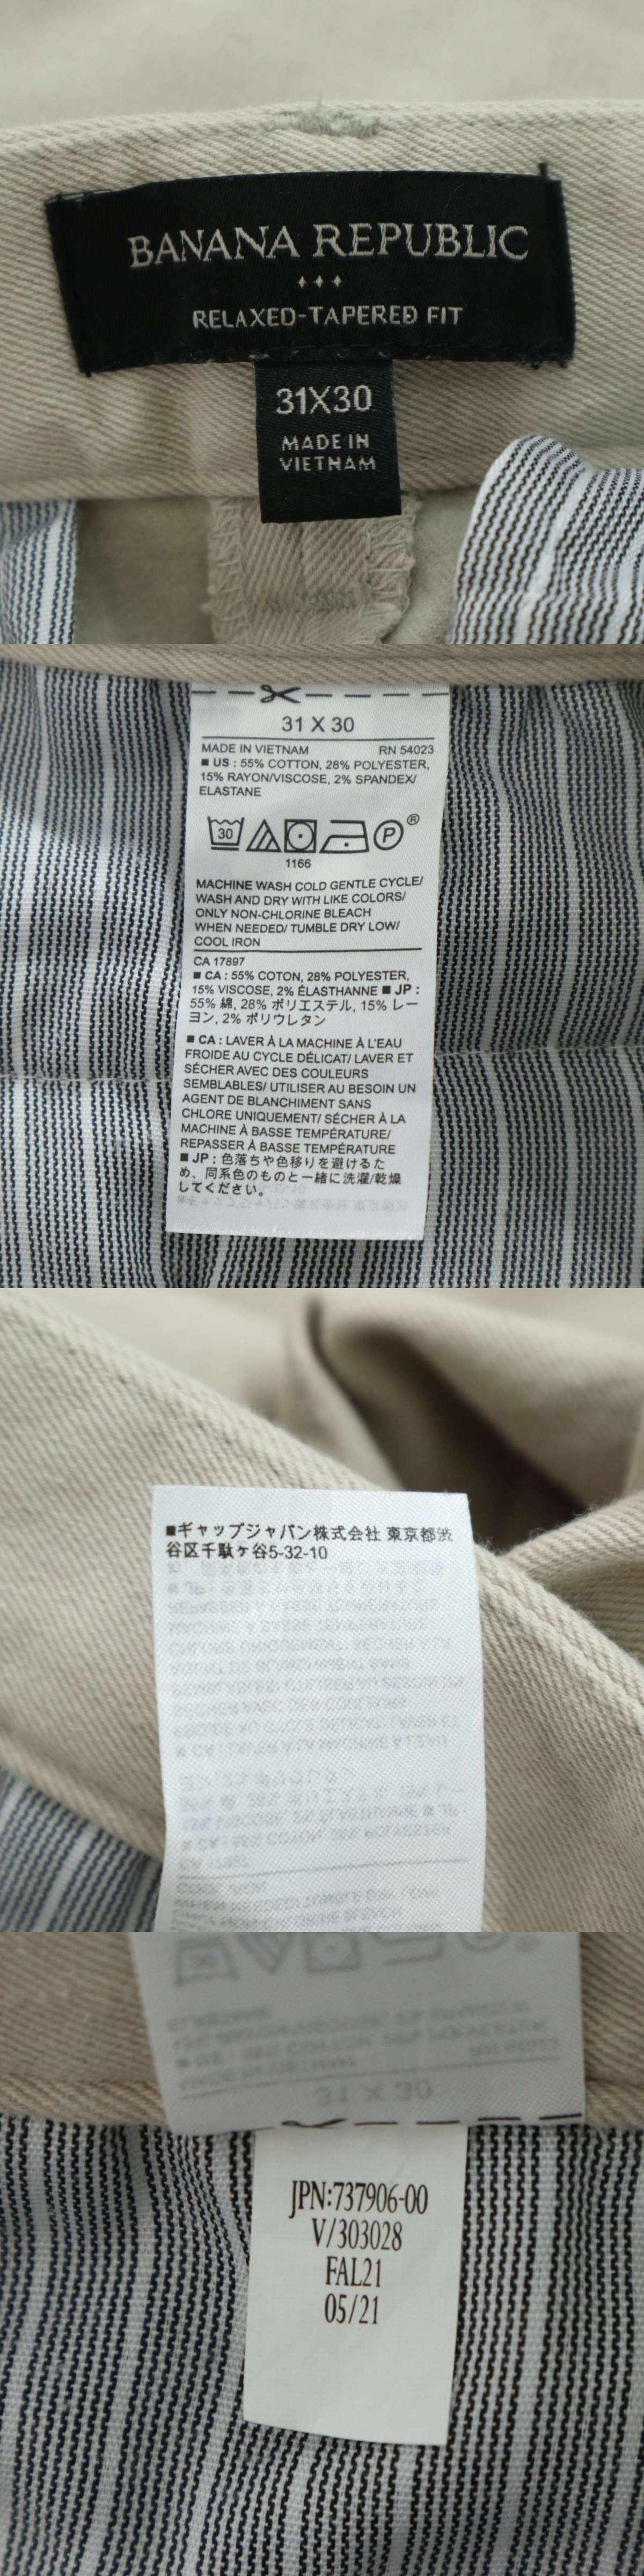 BANANA REPUBLIC
RELAXED-TAPERED FIT
31X30
MADE IN
VIETNAM
31 X 30
MADE IN VIETNAM RN 54023
■ US : 55% COTTON, 28% POLYESTER,
15% RAYON/VISCOSE, 2% SPANDEX/
ELASTANE
30 P ®
1166
MACHINE WASH COLD GENTLE CYCLE/
WASH AND DRY WITH LIKE COLORS/
ONLY NON-CHLORINE BLEACH
WHEN NEEDED/ TUMBLE DRY LOW/
COOL IRON
CA 17897
■ CA : 55% COTON, 28% POLYESTER,
15% VISCOSE, 2% ÉLASTHANNE ■ JP :
55% 綿, 28% ポリエステル, 15% レー
ヨン, 2% ポリウレタン
■ CA : LAVER À LA MACHINE À L'EAU
FROIDE AU CYCLE DÉLICAT/ LAVER ET
SÉCHER AVEC DES COULEURS
SEMBLABLES/ UTILISER AU BESOIN UN
AGENT DE BLANCHIMENT SANS
CHLORE UNIQUEMENT/ SÉCHER À LA
MACHINE À BASSE TEMPÉRATURE/
REPASSER À BASSE TEMPÉRATURE
■ JP : 色落ちや色移りを避けるた
め、同系色のものと一緒に洗濯/乾燥
してください。
■ギャップジャパン株式会社 東京都渋
谷区千駄ヶ谷5-32-10
JPN:737906-00
V/303028
FAL21
05/21